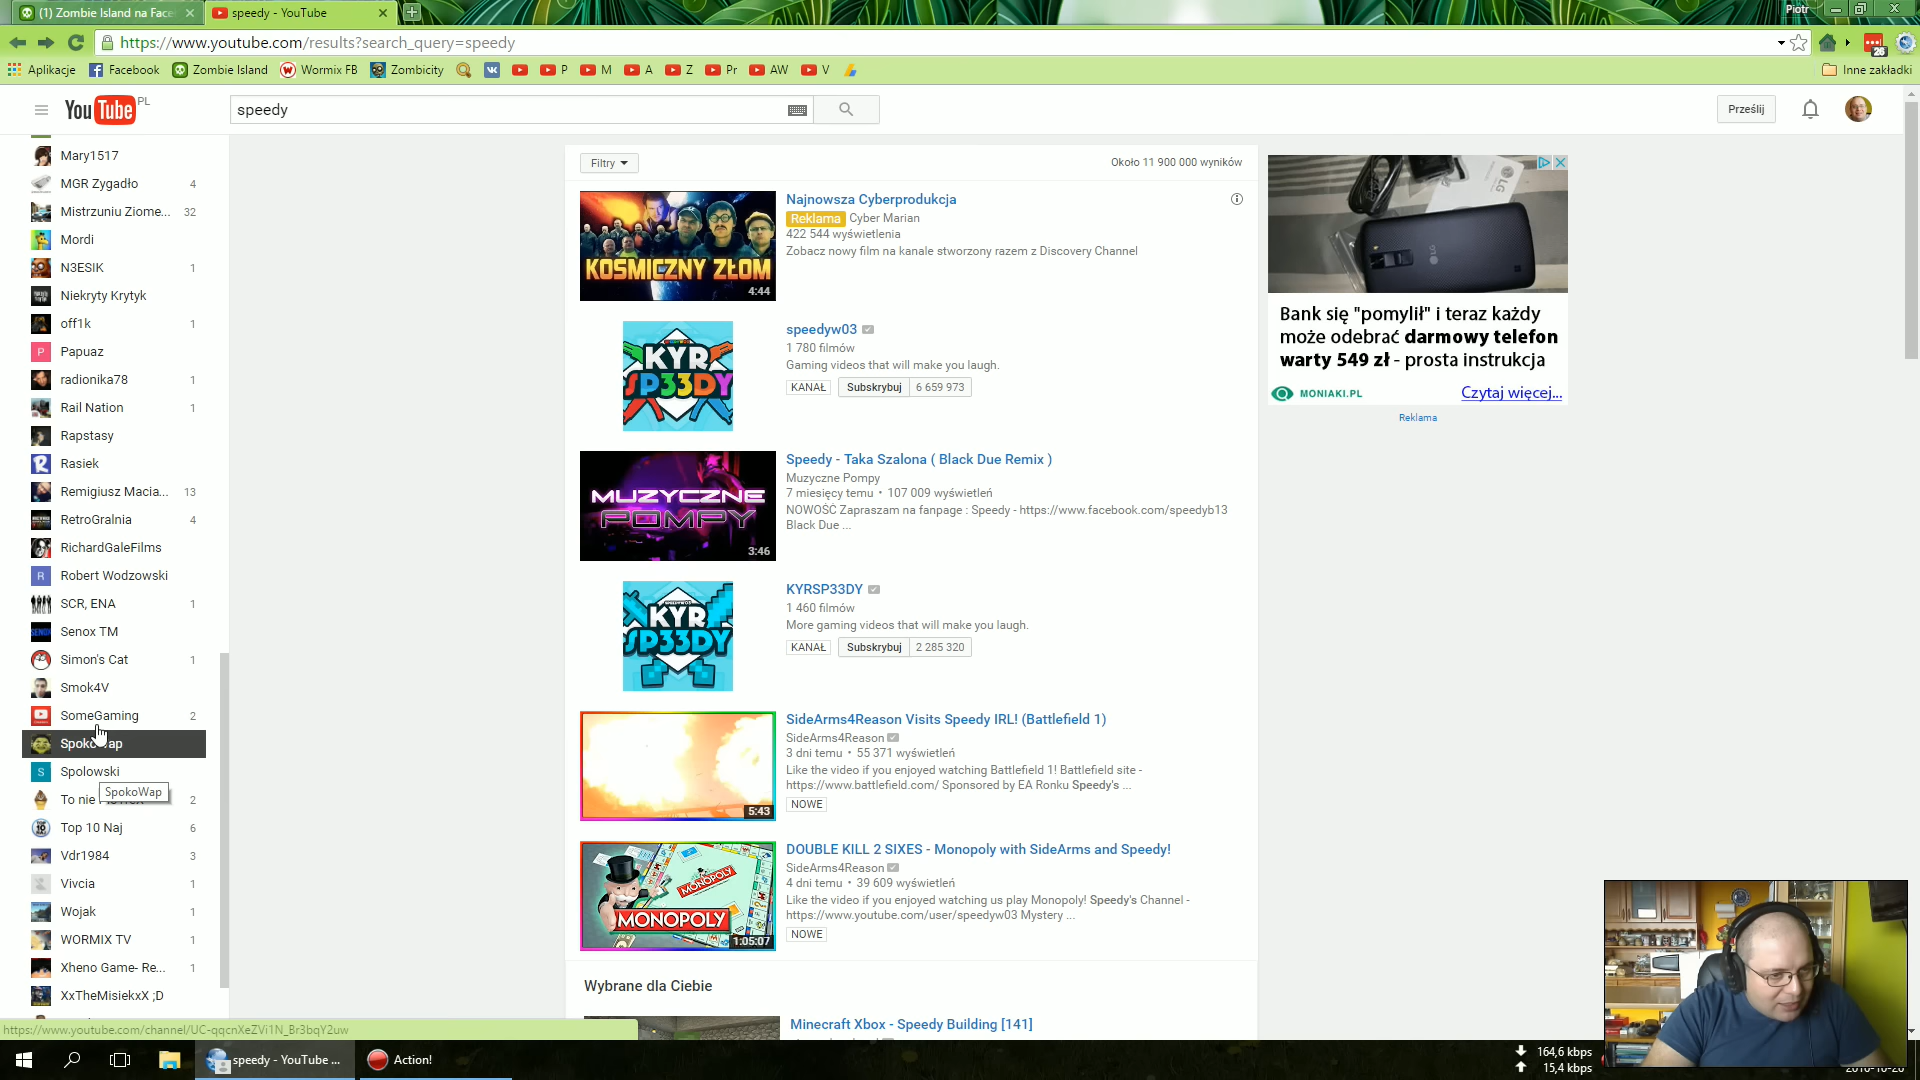 (1) Zombie Island na Face
speedy - YouTube
Piotr
https://www.youtube.com/results?search_query=speedy
26
Aplikacje
Facebook
Zombie Island
Wormix FB
Zombicity
P
M
A
Z
Pr
AW
V
Inne zakładki
YouTube PL
speedy
Prześlij
Mary1517
MGR Zygadło 4
Mistrzuniu Ziome... 32
Mordi
N3ESIK 1
Niekryty Krytyk
off1k 1
P Papuaz
radionika78 1
Rail Nation 1
Rapstasy
R Rasiek
Remigiusz Macia... 13
RetroGralnia 4
RichardGaleFilms
R Robert Wodzowski
SCR, ENA 1
Senox TM
Simon's Cat 1
Smok4V
SomeGaming 2
S Spolowski
SpokoWap
To nie 2
Top 10 Naj 6
Vdr1984 3
Vivcia 1
Wojak 1
WORMIX TV 1
Xheno Game- Re... 1
XxTheMisiekxX ;D
Filtry
Około 11 900 000 wyników
KOSMICZNY ZŁOM
4:44
Najnowsza Cyberprodukcja
Reklama Cyber Marian
422 544 wyświetlenia
Zobacz nowy film na kanale stworzony razem z Discovery Channel
KYR
SP33DY
speedyw03
1 780 filmów
Gaming videos that will make you laugh.
KANAŁ Subskrybuj 6 659 973
MUZYCZNE
POMPY
3:46
Speedy - Taka Szalona ( Black Due Remix )
Muzyczne Pompy
7 miesięcy temu • 107 009 wyświetleń
NOWOŚĆ Zapraszam na fanpage : Speedy - https://www.facebook.com/speedyb13
Black Due ...
KYR
SP33DY
KYRSP33DY
1 460 filmów
More gaming videos that will make you laugh.
KANAŁ Subskrybuj 2 285 320
5:43
SideArms4Reason Visits Speedy IRL! (Battlefield 1)
SideArms4Reason
3 dni temu • 55 371 wyświetleń
Like the video if you enjoyed watching Battlefield 1! Battlefield site -
https://www.battlefield.com/ Sponsored by EA Ronku Speedy's ...
NOWE
MONOPOLY
MONOPOLY
1:05:07
DOUBLE KILL 2 SIXES - Monopoly with SideArms and Speedy!
SideArms4Reason
4 dni temu • 39 609 wyświetleń
Like the video if you enjoyed watching us play Monopoly! Speedy's Channel -
https://www.youtube.com/user/speedyw03 Mystery ...
NOWE
Wybrane dla Ciebie
Minecraft Xbox - Speedy Building [141]
LG
Bank się "pomylił" i teraz każdy
może odebrać darmowy telefon
warty 549 zł - prosta instrukcja
MONIAKI.PL
Czytaj więcej...
Reklama
https://www.youtube.com/channel/UC-qqcnXeZVi1N_Br3bqY2uw
speedy - YouTube ...
Action!
164,6 kbps
15,4 kbps